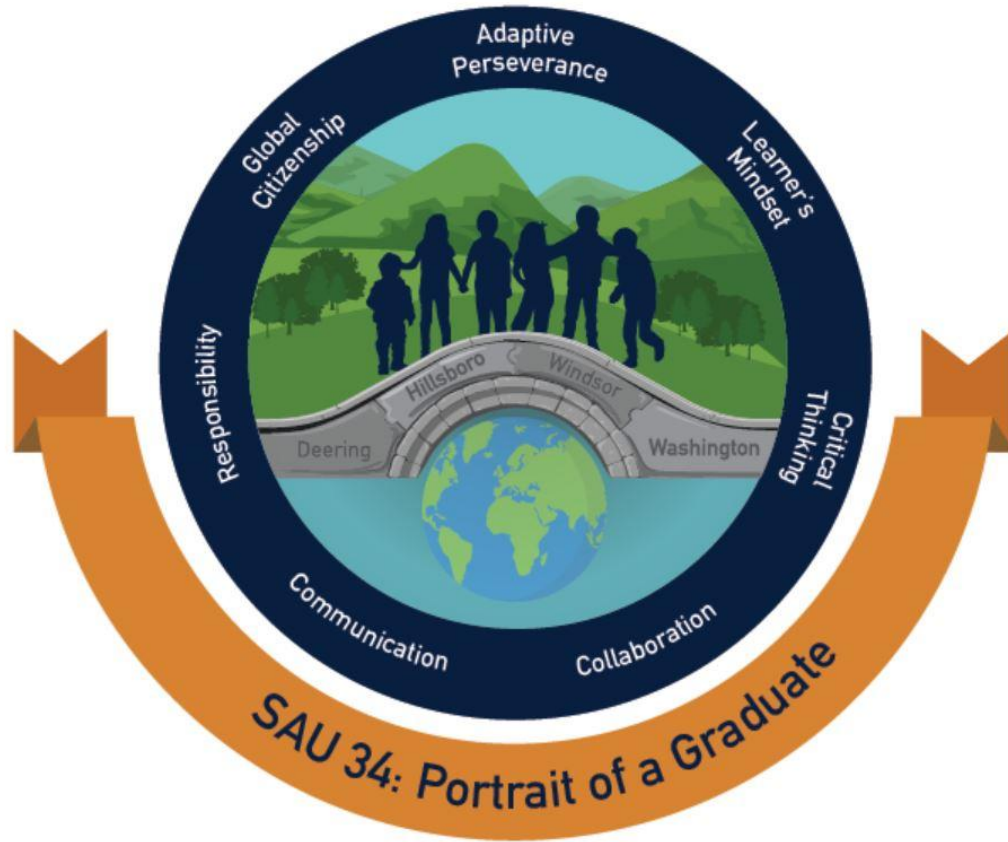 Adaptive
Perseverance
Learner's
Mindset
Critical
Thinking
Collaboration
Communication
Responsibility
Global
Citizenship
Hillsboro
Windsor
Deering
Washington
SAU 34: Portrait of a Graduate